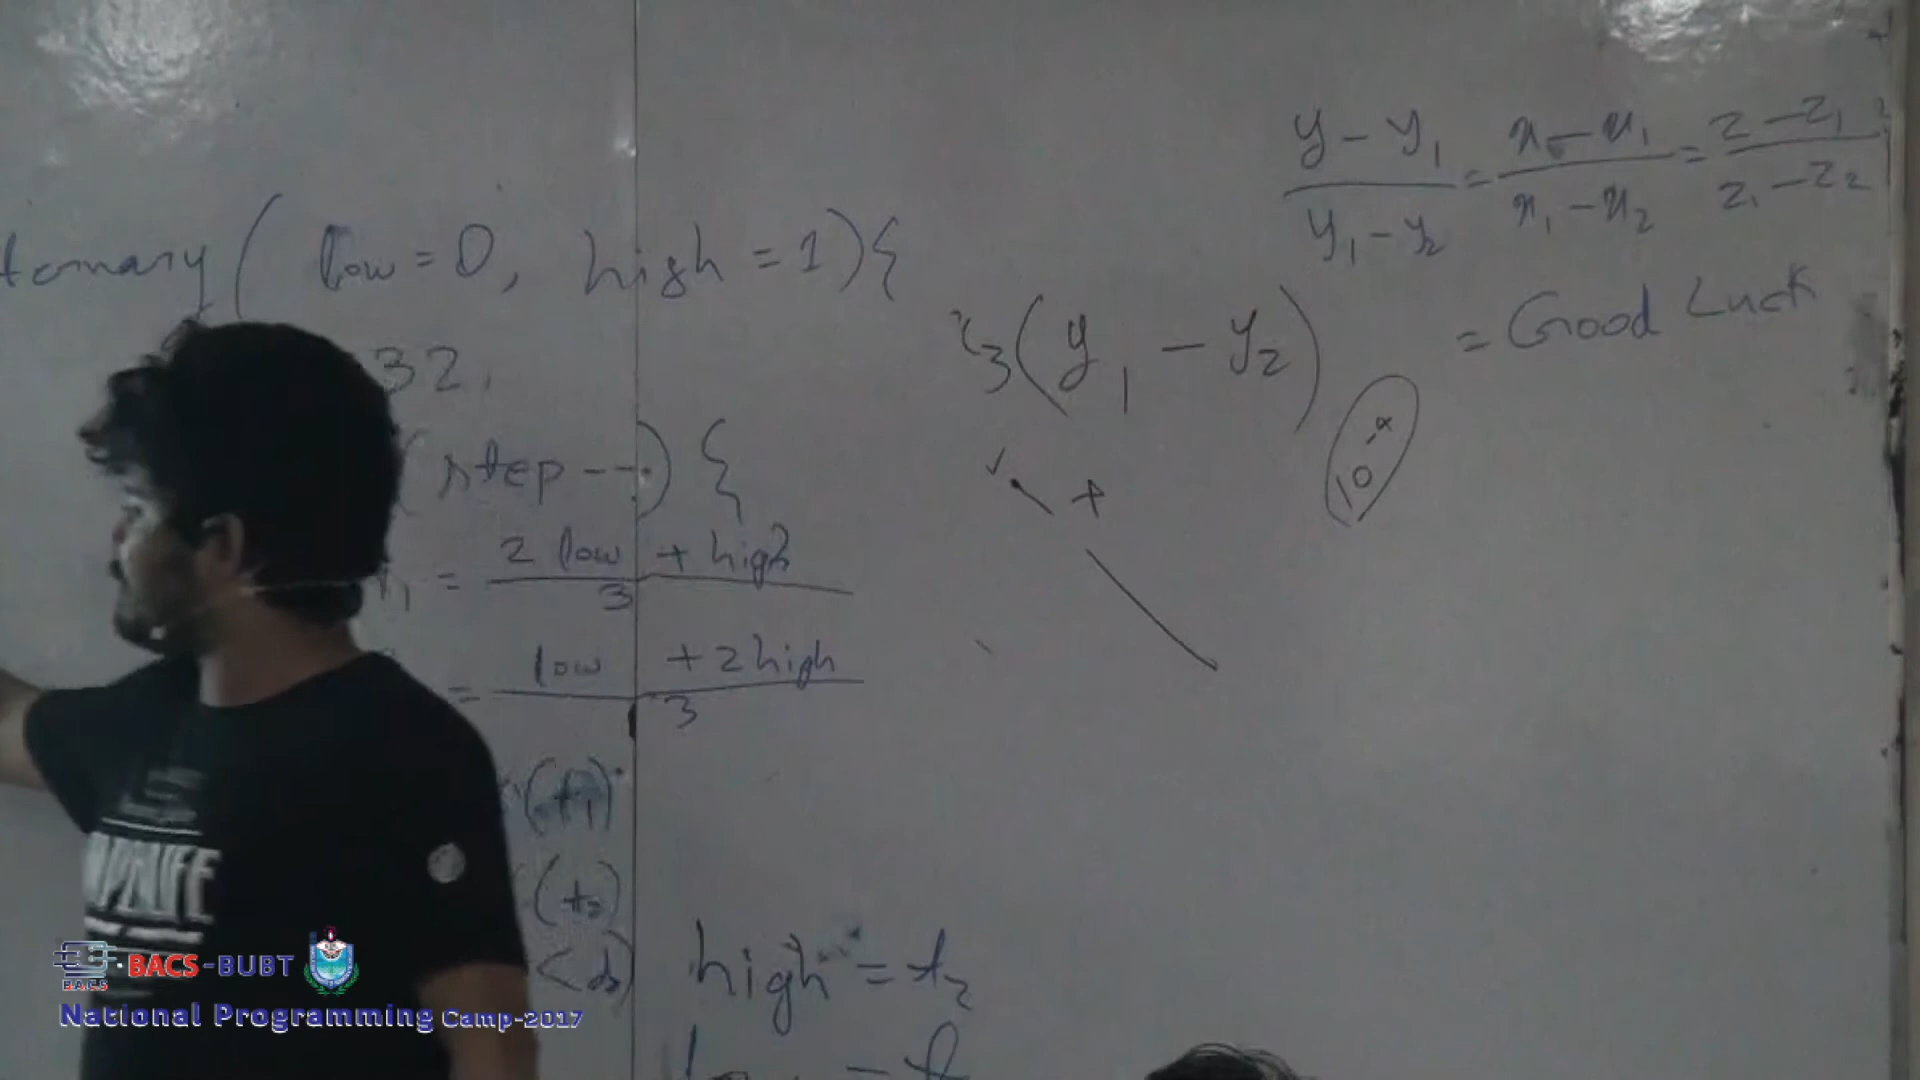 ternary ( low = 0, high = 1) {
32,
( step --) {
= 2 low + high
3
= low + 2 high
3
(t1)
(t2)
high = t2
y - y1 = x - x1 = z - z1
y1 - y2 x1 - x2 z1 - z2
= Good Luck
(y1 - y2)
10
BACS-BUBT
B.A.C.S
National Programming Camp-2017